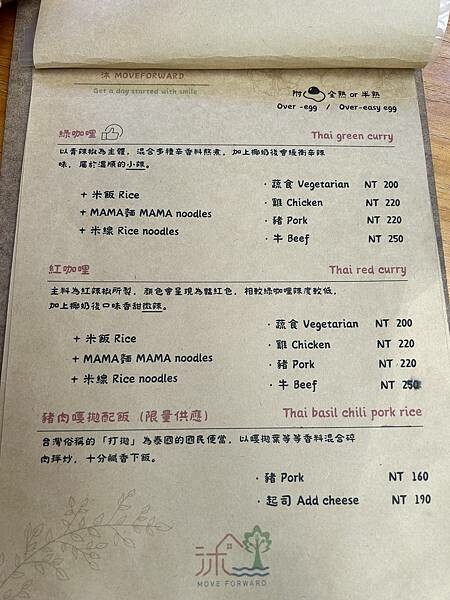 沐 MOVEFORWARD
Get a day started with smile
附 全熟 or 半熟
Over -egg / Over-easy egg
綠咖哩 Thai green curry
以青辣椒為主體，混合多種辛香料熬煮，加上椰奶後會緩衝辛辣
味，屬於溫順的小辣。
+ 米飯 Rice
+ MAMA麵 MAMA noodles
+ 米線 Rice noodles
· 蔬食 Vegetarian NT 200
· 雞 Chicken NT 220
· 豬 Pork NT 220
· 牛 Beef NT 250
紅咖哩 Thai red curry
主料為紅辣椒所製，顏色會呈現為豔紅色，相較綠咖哩辣度較低，
加上椰奶後口味香甜微辣。
+ 米飯 Rice
+ MAMA麵 MAMA noodles
+ 米線 Rice noodles
· 蔬食 Vegetarian NT 200
· 雞 Chicken NT 220
· 豬 Pork NT 220
· 牛 Beef NT 250
豬肉嘎拋配飯（限量供應） Thai basil chili pork rice
台灣俗稱的「打拋」為泰國的國民便當，以嘎拋葉等等香料混合碎
肉拌炒，十分鹹香下飯。
· 豬 Pork NT 160
· 起司 Add cheese NT 190
沐
MOVE FORWARD